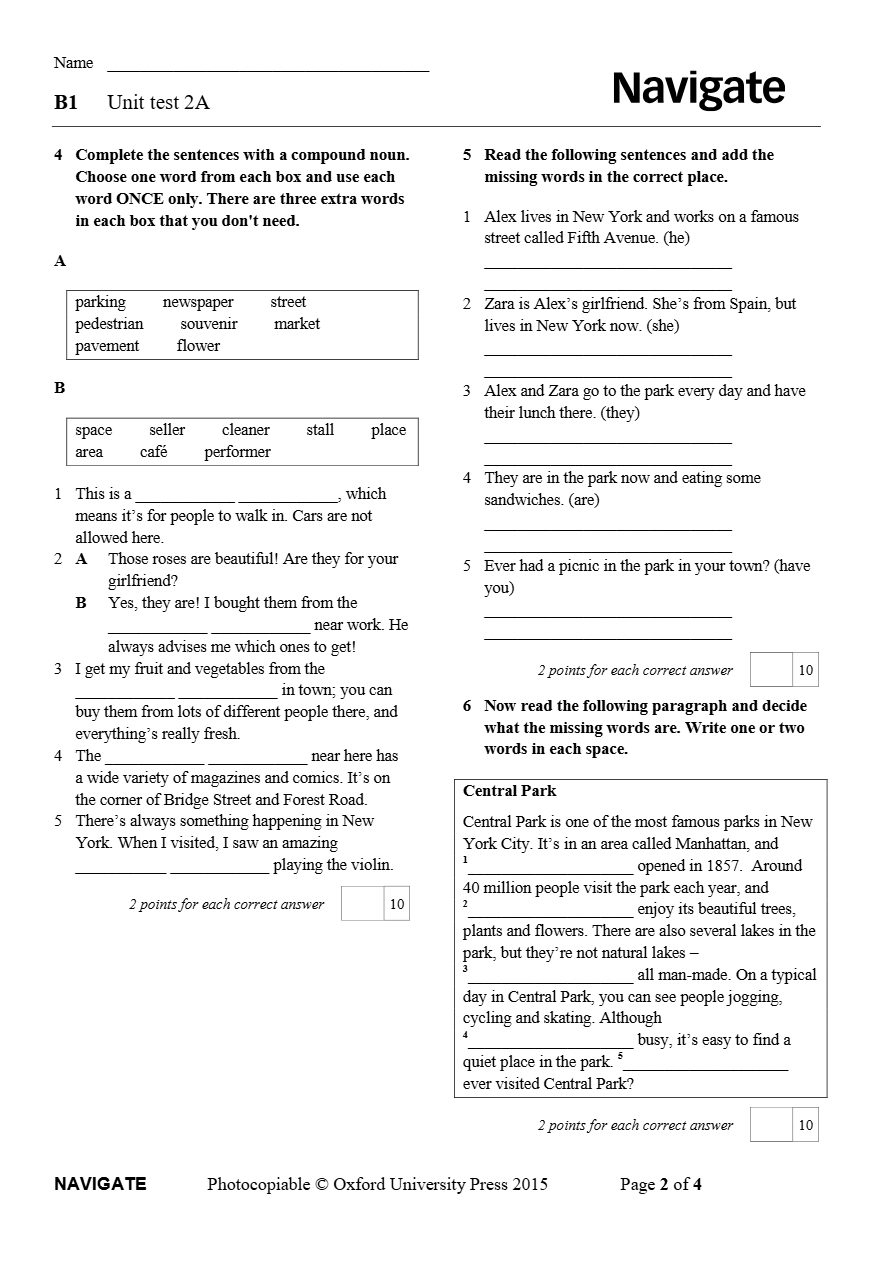 Name ___________________________________
Navigate
B1 Unit test 2A
4 Complete the sentences with a compound noun.
Choose one word from each box and use each
word ONCE only. There are three extra words
in each box that you don't need.
A
parking newspaper street
pedestrian souvenir market
pavement flower
B
space seller cleaner stall place
area café performer
1 This is a ____________ ____________, which
means it's for people to walk in. Cars are not
allowed here.
2 A Those roses are beautiful! Are they for your
girlfriend?
B Yes, they are! I bought them from the
____________ ____________ near work. He
always advises me which ones to get!
3 I get my fruit and vegetables from the
____________ ____________ in town; you can
buy them from lots of different people there, and
everything's really fresh.
4 The ____________ ____________ near here has
a wide variety of magazines and comics. It's on
the corner of Bridge Street and Forest Road.
5 There's always something happening in New
York. When I visited, I saw an amazing
___________ ____________ playing the violin.
2 points for each correct answer 10
5 Read the following sentences and add the
missing words in the correct place.
1 Alex lives in New York and works on a famous
street called Fifth Avenue. (he)
______________________________
______________________________
2 Zara is Alex's girlfriend. She's from Spain, but
lives in New York now. (she)
______________________________
______________________________
3 Alex and Zara go to the park every day and have
their lunch there. (they)
______________________________
______________________________
4 They are in the park now and eating some
sandwiches. (are)
______________________________
______________________________
5 Ever had a picnic in the park in your town? (have
you)
______________________________
______________________________
2 points for each correct answer 10
6 Now read the following paragraph and decide
what the missing words are. Write one or two
words in each space.
Central Park
Central Park is one of the most famous parks in New
York City. It's in an area called Manhattan, and
1____________________ opened in 1857. Around
40 million people visit the park each year, and
2____________________ enjoy its beautiful trees,
plants and flowers. There are also several lakes in the
park, but they're not natural lakes –
3____________________ all man-made. On a typical
day in Central Park, you can see people jogging,
cycling and skating. Although
4____________________ busy, it's easy to find a
quiet place in the park. 5____________________
ever visited Central Park?
2 points for each correct answer 10
NAVIGATE Photocopiable © Oxford University Press 2015 Page 2 of 4